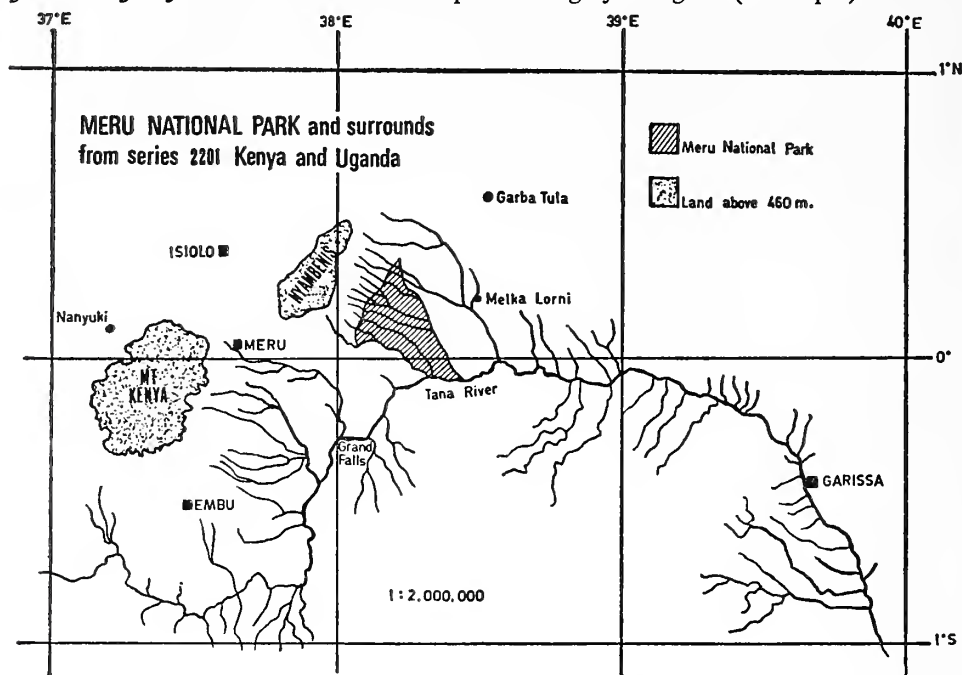 37°E
38°E
39°E
40°E
1°N
MERU NATIONAL PARK and surrounds
from series 2201 Kenya and Uganda
Meru National Park
Land above 460 m.
Garba Tula
ISIOLO
NYAMBENIS
Melka Lorni
Nanyuki
MERU
0°
MT
KENYA
Tana River
Grand
Falls
GARISSA
EMBU
1:2,000,000
1°S